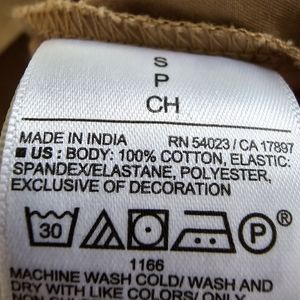 S
P
CH
MADE IN INDIA RN 54023 / CA 17897
■ US : BODY: 100% COTTON, ELASTIC:
SPANDEX/ELASTANE, POLYESTER,
EXCLUSIVE OF DECORATION
30 P ®
1166
MACHINE WASH COLD/ WASH AND
DRY WITH LIKE COLORS/ ONLY